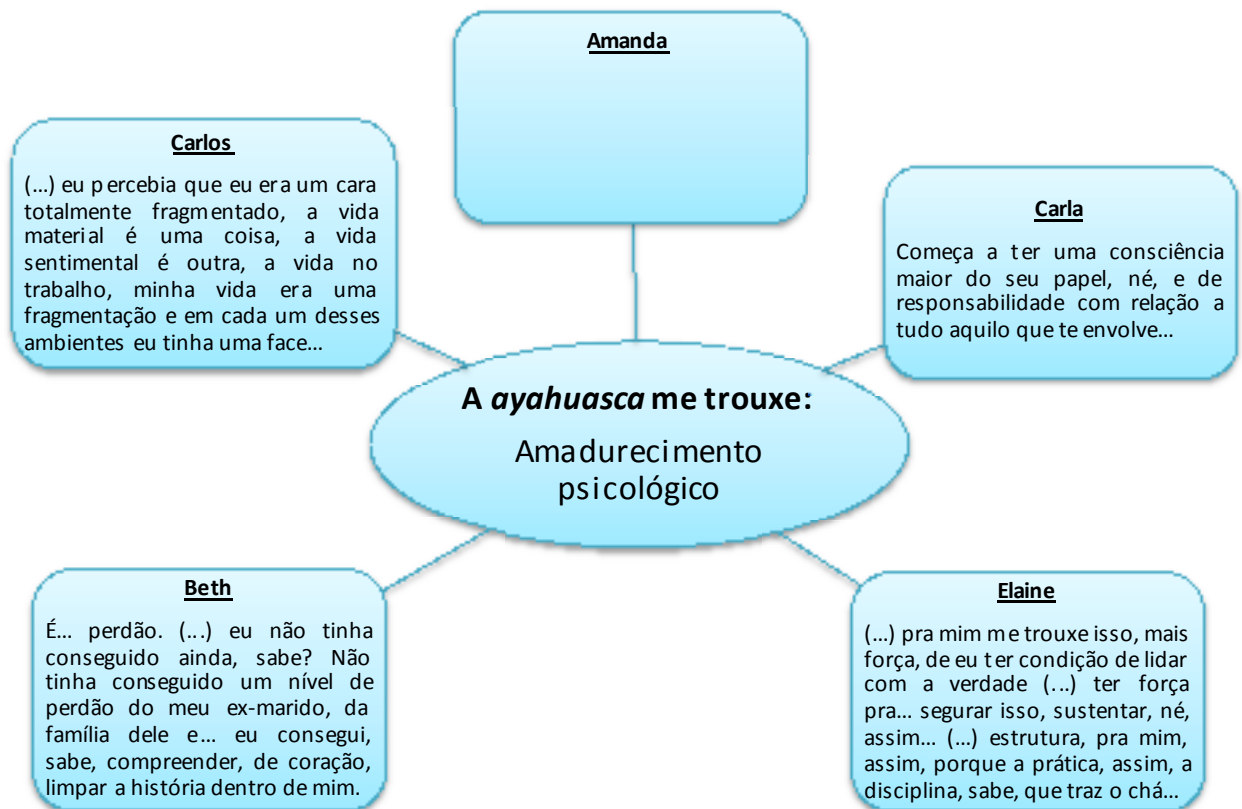 Amanda
Carlos
(...) eu percebia que eu era um cara
totalmente fragmentado, a vida
material é uma coisa, a vida
sentimental é outra, a vida no
trabalho, minha vida era uma
fragmentação e em cada um desses
ambientes eu tinha uma face...
Carla
Começa a ter uma consciência
maior do seu papel, né, e de
responsabilidade com relação a
tudo aquilo que te envolve...
A ayahuasca me trouxe:
Amadurecimento
psicológico
Beth
É... perdão. (...) eu não tinha
conseguido ainda, sabe? Não
tinha conseguido um nível de
perdão do meu ex-marido, da
família dele e... eu consegui,
sabe, compreender, de coração,
limpar a história dentro de mim.
Elaine
(...) pra mim me trouxe isso, mais
força, de eu ter condição de lidar
com a verdade (...) ter força
pra... segurar isso, sustentar, né,
assim... (...) estrutura, pra mim,
assim, porque a prática, assim, a
disciplina, sabe, que traz o chá...